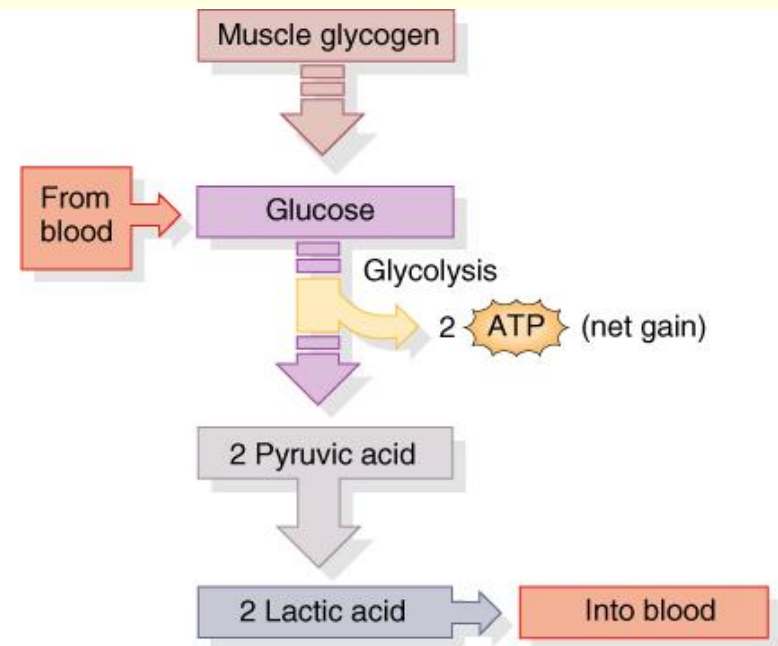 Muscle glycogen
From
blood
Glucose
Glycolysis
2 ATP (net gain)
2 Pyruvic acid
2 Lactic acid
Into blood